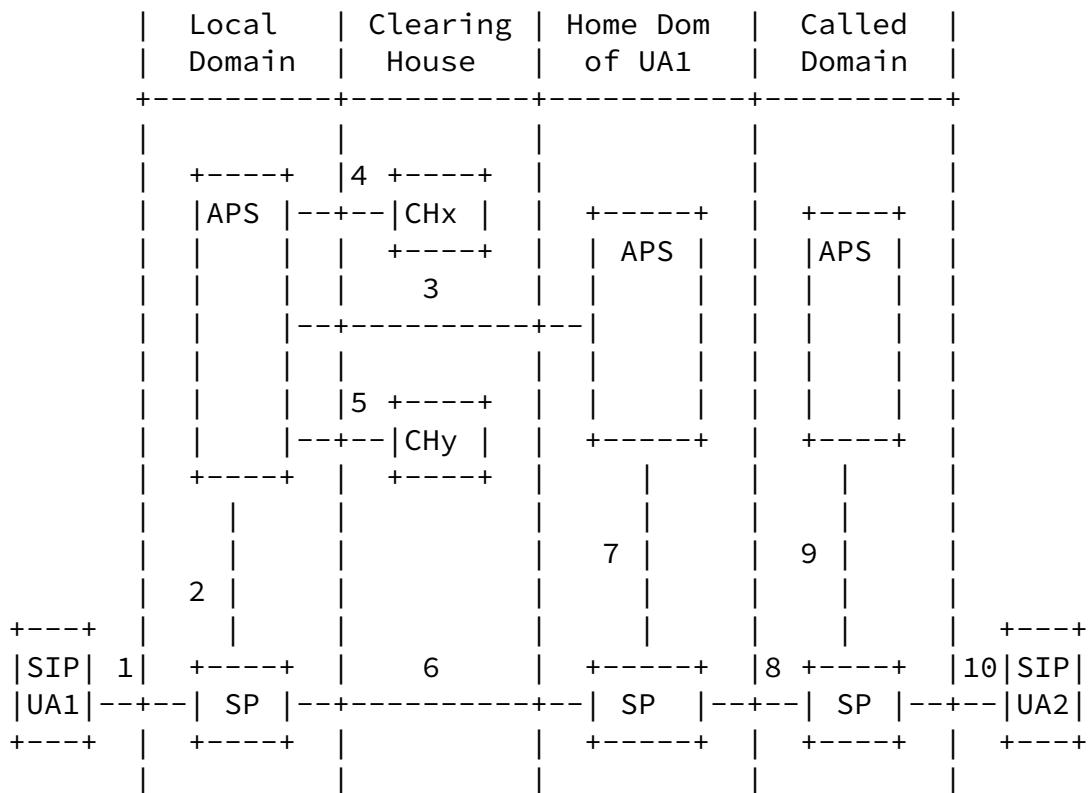 Local Clearing Home Dom Called
Domain House of UA1 Domain
4
APS CHx
APS APS
3
5
CHy
7 9
2
SIP 1 6 8 10 SIP
UA1 SP SP SP UA2